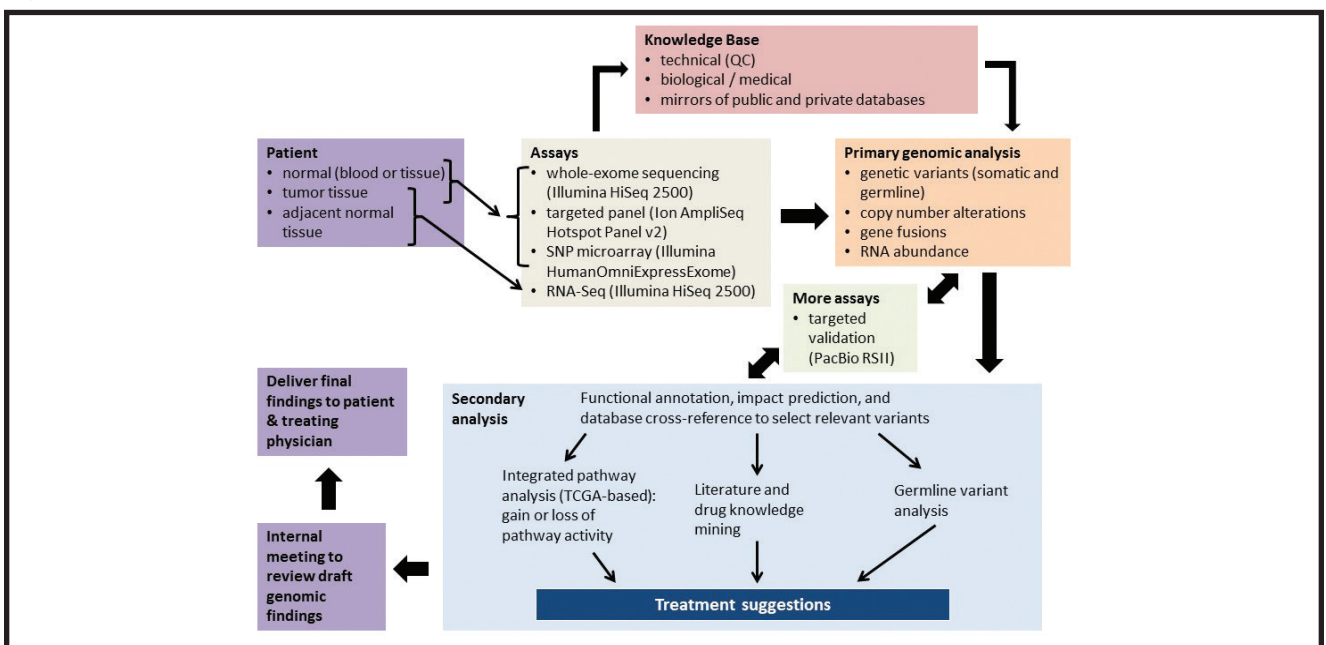 Knowledge Base
• technical (QC)
• biological / medical
• mirrors of public and private databases
Patient
• normal (blood or tissue)
• tumor tissue
• adjacent normal
tissue
Assays
• whole-exome sequencing
(Illumina HiSeq 2500)
• targeted panel (Ion AmpliSeq
Hotspot Panel v2)
• SNP microarray (Illumina
HumanOmniExpressExome)
• RNA-Seq (Illumina HiSeq 2500)
Primary genomic analysis
• genetic variants (somatic and
germline)
• copy number alterations
• gene fusions
• RNA abundance
More assays
• targeted
validation
(PacBio RSII)
Secondary
analysis
Functional annotation, impact prediction, and
database cross-reference to select relevant variants
Integrated pathway
analysis (TCGA-based):
gain or loss of
pathway activity
Literature and
drug knowledge
mining
Germline variant
analysis
Treatment suggestions
Internal
meeting to
review draft
genomic
findings
Deliver final
findings to patient
& treating
physician